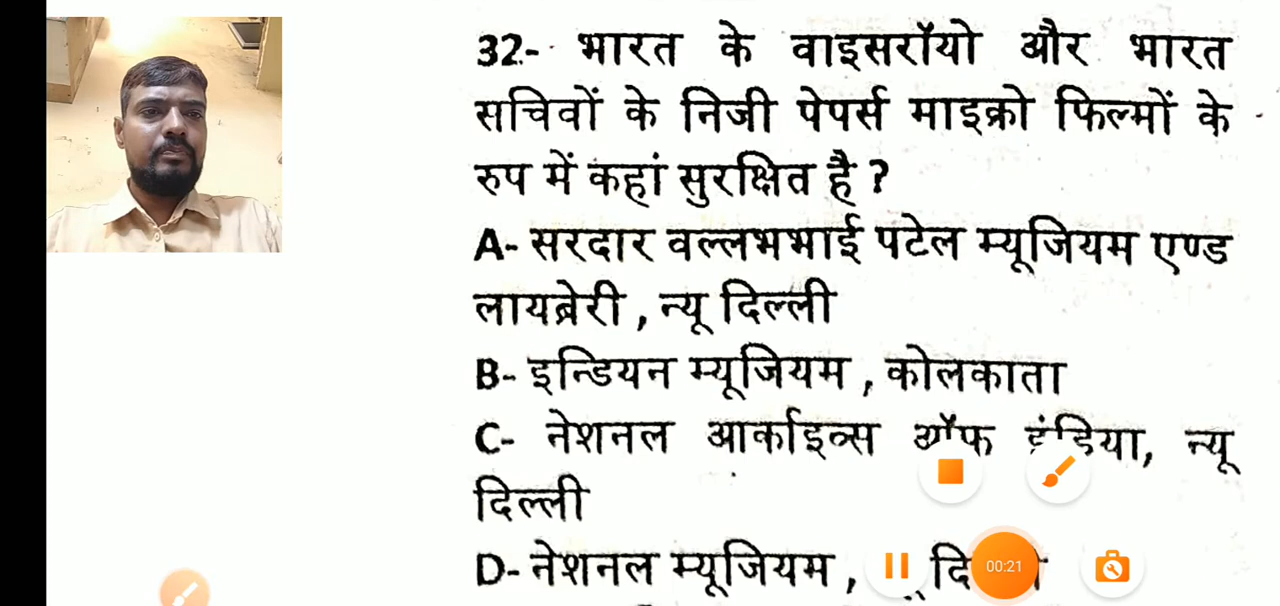 32- भारत के वाइसरॉयो और भारत
सचिवों के निजी पेपर्स माइक्रो फिल्मों के
रुप में कहां सुरक्षित है ?
A- सरदार वल्लभभाई पटेल म्यूजियम एण्ड
लायब्रेरी , न्यू दिल्ली
B- इन्डियन म्यूजियम , कोलकाता
C- नेशनल आर्काइव्स ऑफ इंडिया, न्यू
दिल्ली
D- नेशनल म्यूजियम ,
00:21